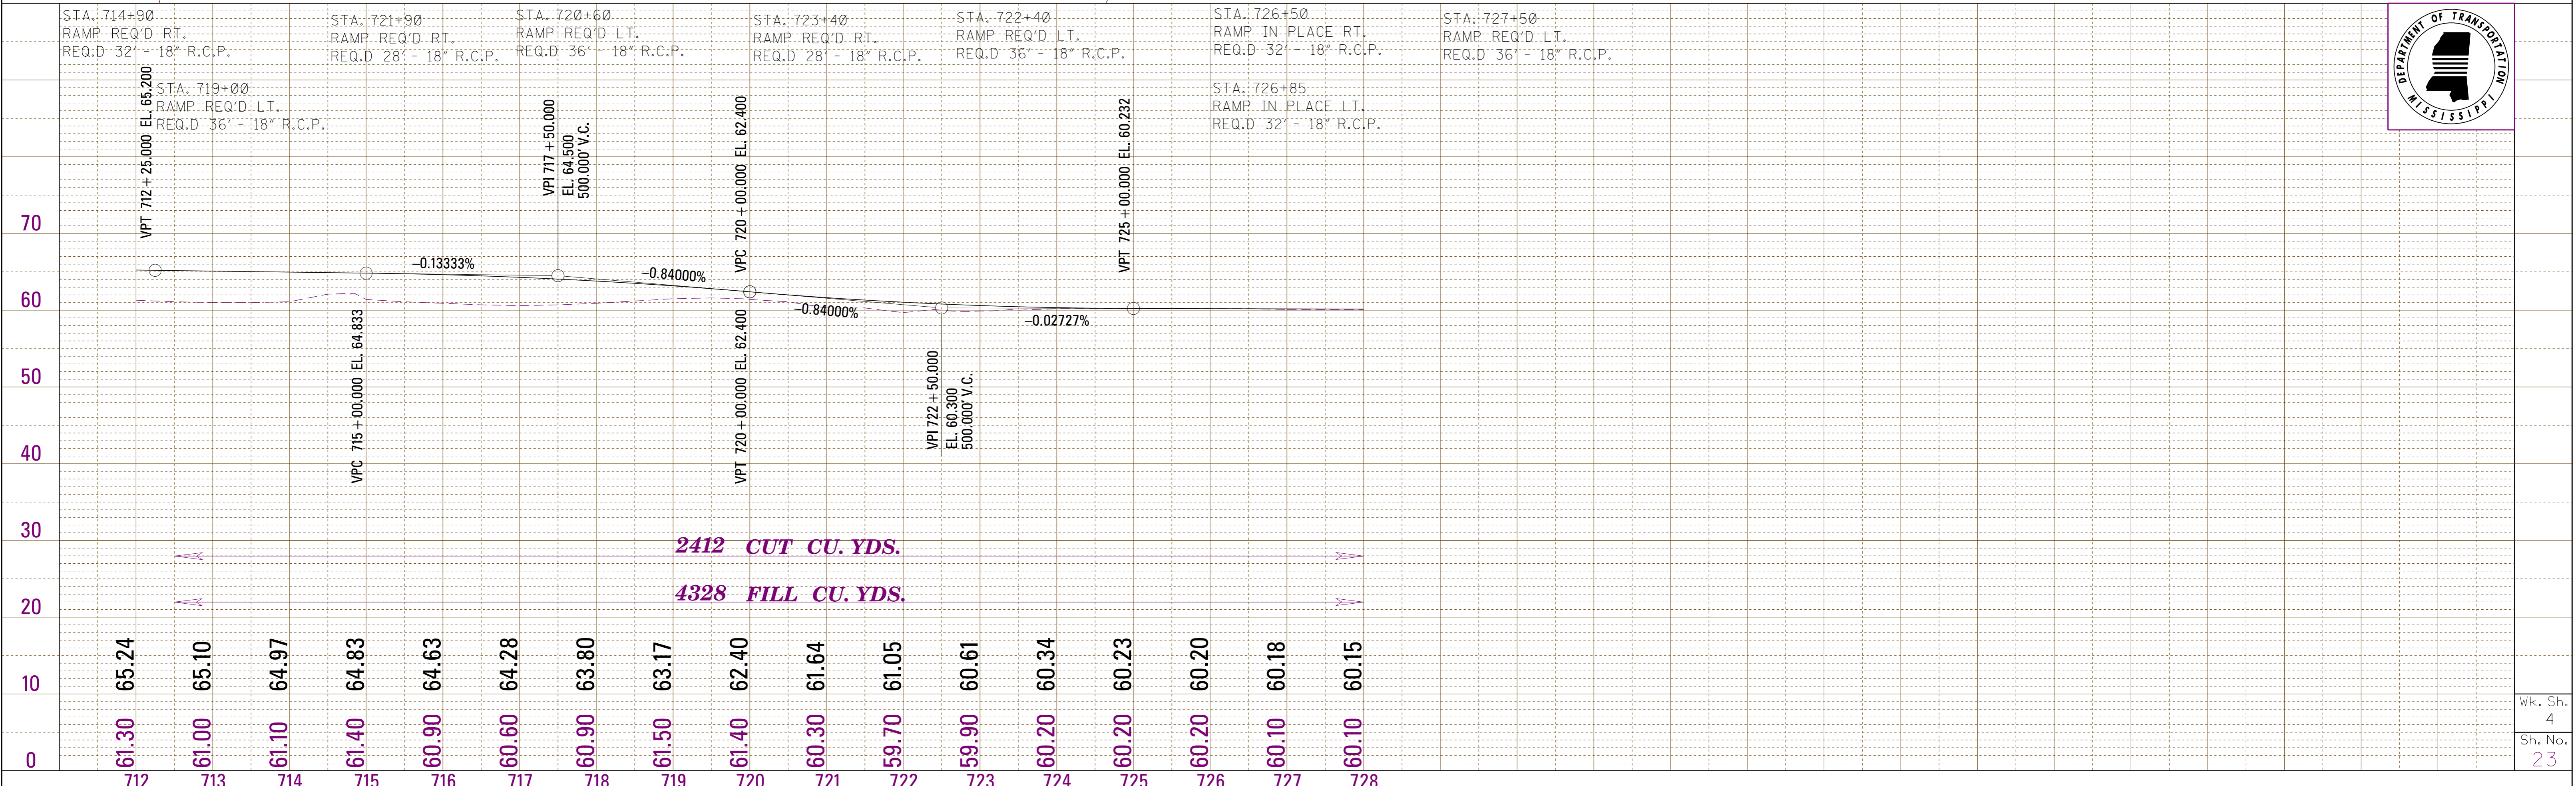 STA. 714+90
RAMP REQ'D RT.
REQ.D 32' - 18" R.C.P.
STA. 719+00
RAMP REQ'D LT.
REQ.D 36' - 18" R.C.P.
STA. 721+90
RAMP REQ'D RT.
REQ.D 28' - 18" R.C.P.
STA. 720+60
RAMP REQ'D LT.
REQ.D 36' - 18" R.C.P.
STA. 723+40
RAMP REQ'D RT.
REQ.D 28' - 18" R.C.P.
STA. 722+40
RAMP REQ'D LT.
REQ.D 36' - 18" R.C.P.
STA. 726+50
RAMP IN PLACE RT.
REQ.D 32' - 18" R.C.P.
STA. 726+85
RAMP IN PLACE LT.
REQ.D 32' - 18" R.C.P.
STA. 727+50
RAMP REQ'D LT.
REQ.D 36' - 18" R.C.P.
DEPARTMENT OF TRANSPORTATION
MISSISSIPPI
VPT 712 + 25.000 EL. 65.200
VPI 717 + 50.000
EL. 64.500
500.000' V.C.
VPC 720 + 00.000 EL. 62.400
VPT 725 + 00.000 EL. 60.232
70
60
50
40
30
20
10
0
-0.13333%
-0.84000%
-0.84000%
-0.02727%
VPC 715 + 00.000 EL. 64.833
VPT 720 + 00.000 EL. 62.400
VPI 722 + 50.000
EL. 60.300
500.000' V.C.
2412 CUT CU. YDS.
4328 FILL CU. YDS.
65.24 65.10 64.97 64.83 64.63 64.28 63.80 63.17 62.40 61.64 61.05 60.61 60.34 60.23 60.20 60.18 60.15
61.30 61.00 61.10 61.40 60.90 60.60 60.90 61.50 61.40 60.30 59.70 59.90 60.20 60.20 60.20 60.10 60.10
712 713 714 715 716 717 718 719 720 721 722 723 724 725 726 727 728
Wk. Sh.
4
Sh. No.
23